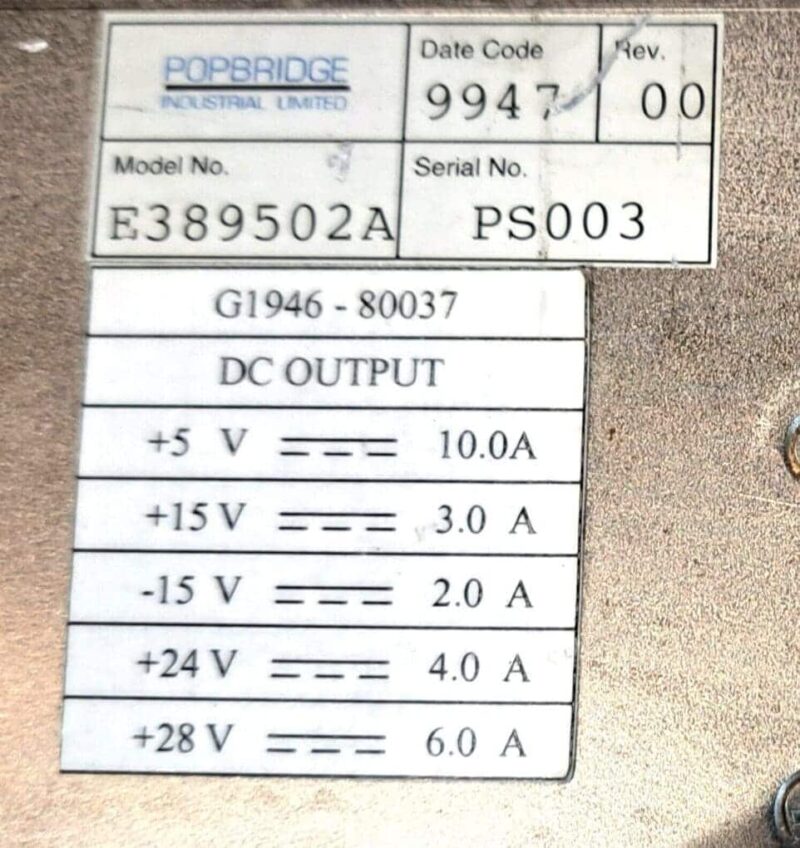 POPBRIDGE
INDUSTRIAL LIMITED
Date Code
9947
Rev.
00
Model No.
E389502A
Serial No.
PS003
G1946 - 80037
DC OUTPUT
+5 V 10.0A
+15 V 3.0 A
-15 V 2.0 A
+24 V 4.0 A
+28 V 6.0 A